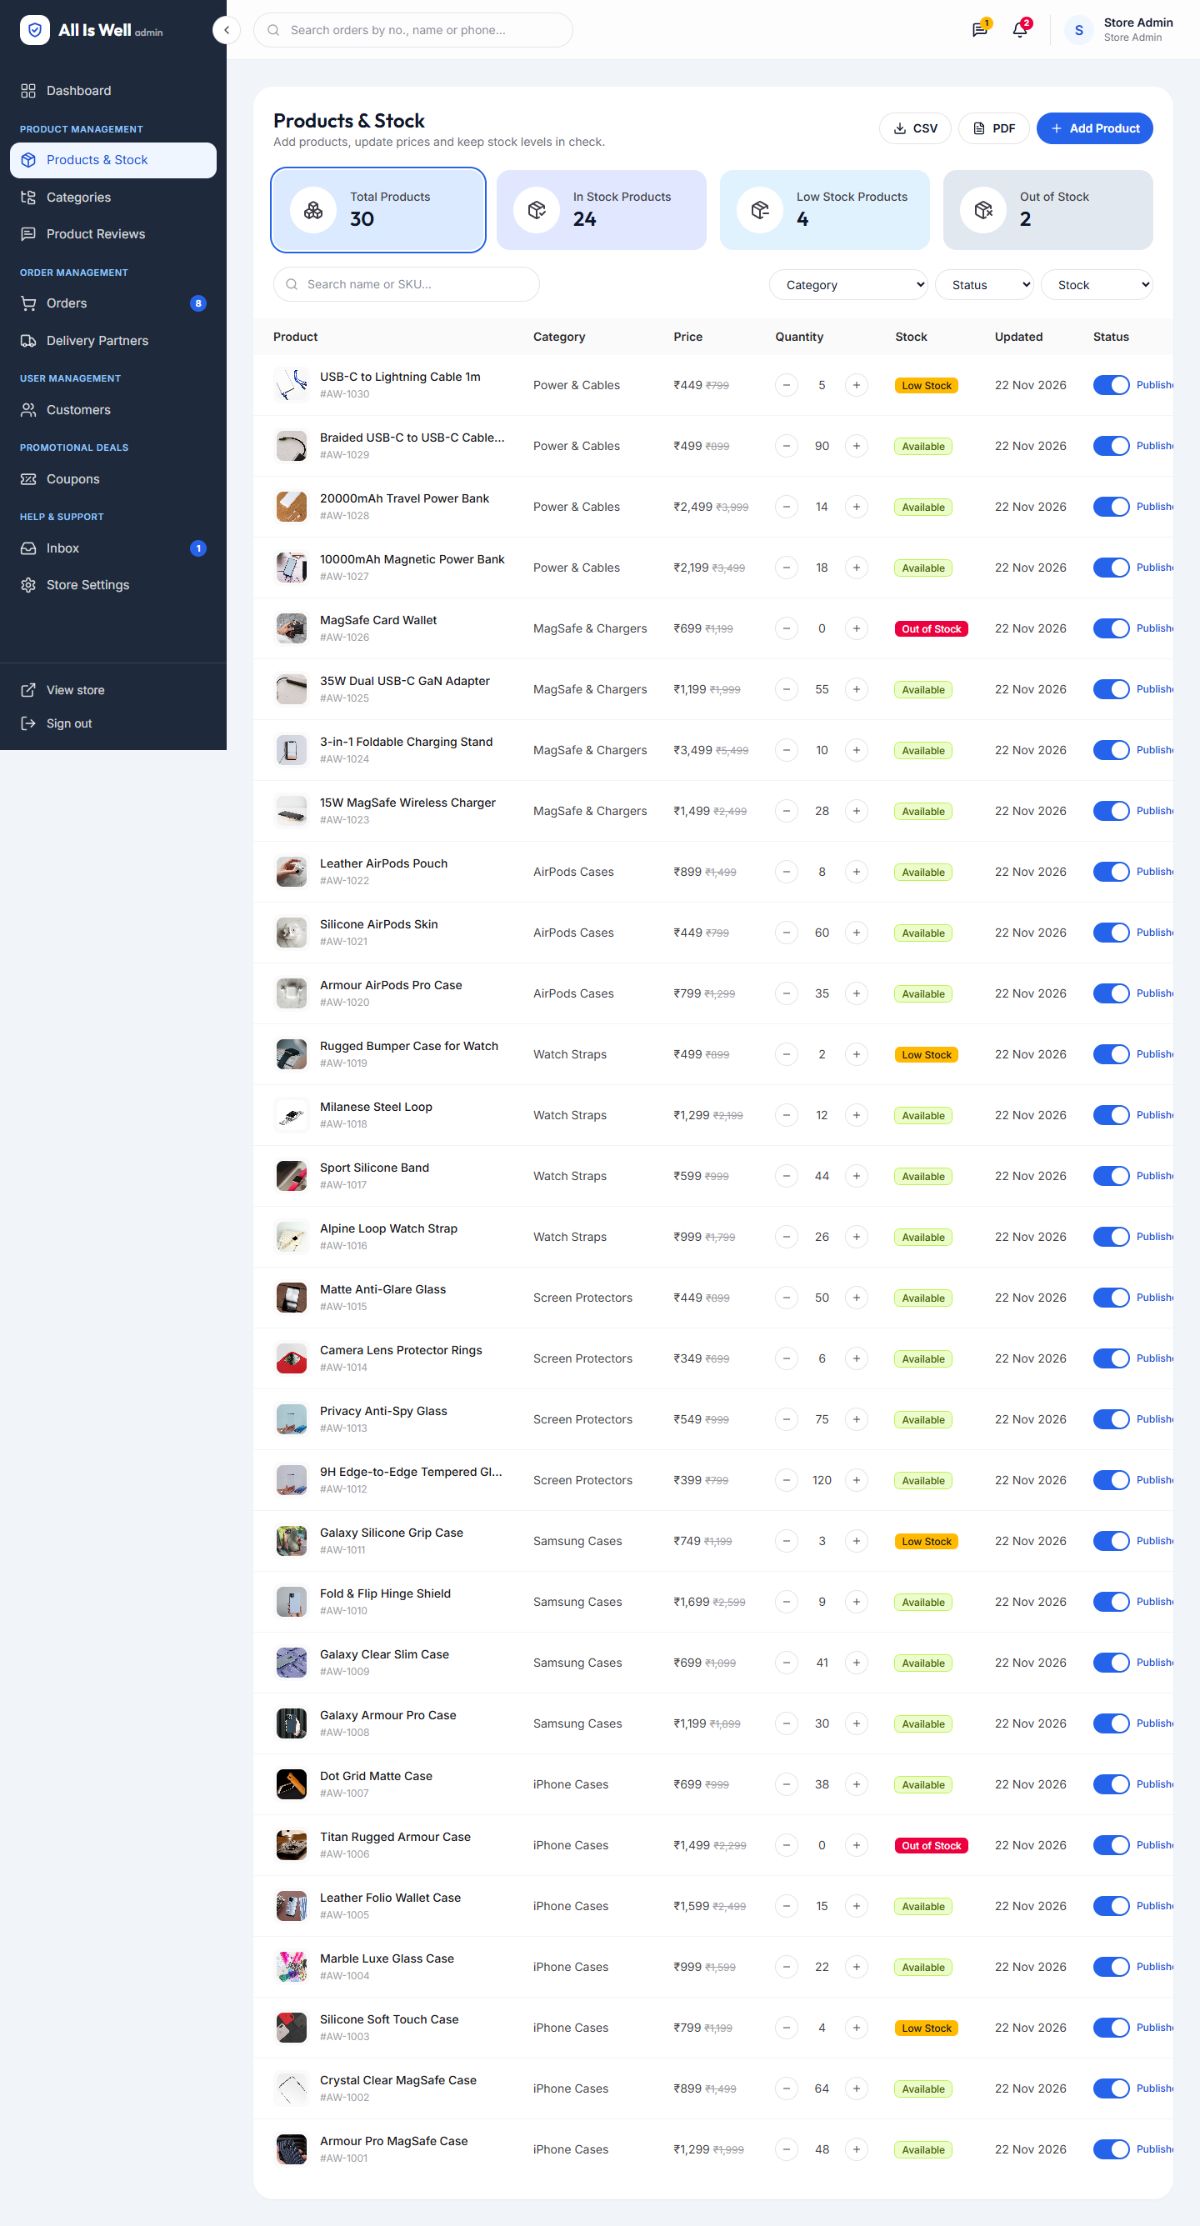 All Is Well admin
Search orders by no., name or phone...
1
2
S
Store Admin
Store Admin
Dashboard
PRODUCT MANAGEMENT
Products & Stock
Categories
Product Reviews
ORDER MANAGEMENT
Orders 8
Delivery Partners
USER MANAGEMENT
Customers
PROMOTIONAL DEALS
Coupons
HELP & SUPPORT
Inbox 1
Store Settings
View store
Sign out
Products & Stock
Add products, update prices and keep stock levels in check.
CSV
PDF
+ Add Product
Total Products
30
In Stock Products
24
Low Stock Products
4
Out of Stock
2
Search name or SKU...
Category
Status
Stock
Product Category Price Quantity Stock Updated Status
USB-C to Lightning Cable 1m
#AW-1030
Power & Cables ₹449 ₹799 − 5 + Low Stock 22 Nov 2026 Publish
Braided USB-C to USB-C Cable...
#AW-1029
Power & Cables ₹499 ₹899 − 90 + Available 22 Nov 2026 Publish
20000mAh Travel Power Bank
#AW-1028
Power & Cables ₹2,499 ₹3,999 − 14 + Available 22 Nov 2026 Publish
10000mAh Magnetic Power Bank
#AW-1027
Power & Cables ₹2,199 ₹3,499 − 18 + Available 22 Nov 2026 Publish
MagSafe Card Wallet
#AW-1026
MagSafe & Chargers ₹699 ₹1,199 − 0 + Out of Stock 22 Nov 2026 Publish
35W Dual USB-C GaN Adapter
#AW-1025
MagSafe & Chargers ₹1,199 ₹1,999 − 55 + Available 22 Nov 2026 Publish
3-in-1 Foldable Charging Stand
#AW-1024
MagSafe & Chargers ₹3,499 ₹5,499 − 10 + Available 22 Nov 2026 Publish
15W MagSafe Wireless Charger
#AW-1023
MagSafe & Chargers ₹1,499 ₹2,499 − 28 + Available 22 Nov 2026 Publish
Leather AirPods Pouch
#AW-1022
AirPods Cases ₹899 ₹1,499 − 8 + Available 22 Nov 2026 Publish
Silicone AirPods Skin
#AW-1021
AirPods Cases ₹449 ₹799 − 60 + Available 22 Nov 2026 Publish
Armour AirPods Pro Case
#AW-1020
AirPods Cases ₹799 ₹1,299 − 35 + Available 22 Nov 2026 Publish
Rugged Bumper Case for Watch
#AW-1019
Watch Straps ₹499 ₹899 − 2 + Low Stock 22 Nov 2026 Publish
Milanese Steel Loop
#AW-1018
Watch Straps ₹1,299 ₹2,199 − 12 + Available 22 Nov 2026 Publish
Sport Silicone Band
#AW-1017
Watch Straps ₹599 ₹999 − 44 + Available 22 Nov 2026 Publish
Alpine Loop Watch Strap
#AW-1016
Watch Straps ₹999 ₹1,799 − 26 + Available 22 Nov 2026 Publish
Matte Anti-Glare Glass
#AW-1015
Screen Protectors ₹449 ₹899 − 50 + Available 22 Nov 2026 Publish
Camera Lens Protector Rings
#AW-1014
Screen Protectors ₹349 ₹699 − 6 + Available 22 Nov 2026 Publish
Privacy Anti-Spy Glass
#AW-1013
Screen Protectors ₹549 ₹999 − 75 + Available 22 Nov 2026 Publish
9H Edge-to-Edge Tempered Gl...
#AW-1012
Screen Protectors ₹399 ₹799 − 120 + Available 22 Nov 2026 Publish
Galaxy Silicone Grip Case
#AW-1011
Samsung Cases ₹749 ₹1,199 − 3 + Low Stock 22 Nov 2026 Publish
Fold & Flip Hinge Shield
#AW-1010
Samsung Cases ₹1,699 ₹2,599 − 9 + Available 22 Nov 2026 Publish
Galaxy Clear Slim Case
#AW-1009
Samsung Cases ₹699 ₹1,099 − 41 + Available 22 Nov 2026 Publish
Galaxy Armour Pro Case
#AW-1008
Samsung Cases ₹1,199 ₹1,899 − 30 + Available 22 Nov 2026 Publish
Dot Grid Matte Case
#AW-1007
iPhone Cases ₹699 ₹999 − 38 + Available 22 Nov 2026 Publish
Titan Rugged Armour Case
#AW-1006
iPhone Cases ₹1,499 ₹2,299 − 0 + Out of Stock 22 Nov 2026 Publish
Leather Folio Wallet Case
#AW-1005
iPhone Cases ₹1,599 ₹2,499 − 15 + Available 22 Nov 2026 Publish
Marble Luxe Glass Case
#AW-1004
iPhone Cases ₹999 ₹1,599 − 22 + Available 22 Nov 2026 Publish
Silicone Soft Touch Case
#AW-1003
iPhone Cases ₹799 ₹1,199 − 4 + Low Stock 22 Nov 2026 Publish
Crystal Clear MagSafe Case
#AW-1002
iPhone Cases ₹899 ₹1,499 − 64 + Available 22 Nov 2026 Publish
Armour Pro MagSafe Case
#AW-1001
iPhone Cases ₹1,299 ₹1,999 − 48 + Available 22 Nov 2026 Publish